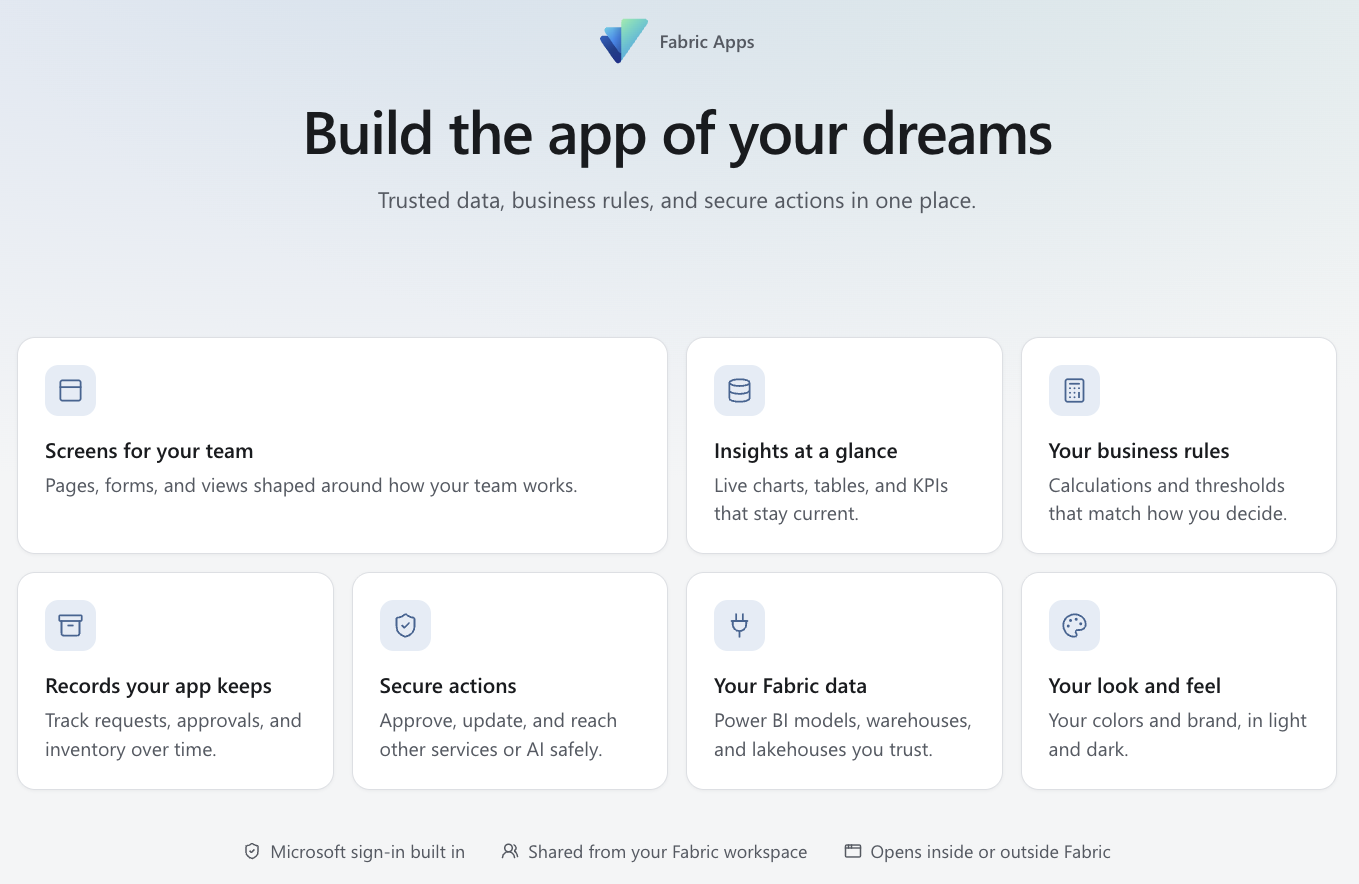 Fabric Apps
Build the app of your dreams
Trusted data, business rules, and secure actions in one place.
Screens for your team
Pages, forms, and views shaped around how your team works.
Insights at a glance
Live charts, tables, and KPIs
that stay current.
Your business rules
Calculations and thresholds
that match how you decide.
Records your app keeps
Track requests, approvals, and
inventory over time.
Secure actions
Approve, update, and reach
other services or AI safely.
Your Fabric data
Power BI models, warehouses,
and lakehouses you trust.
Your look and feel
Your colors and brand, in light
and dark.
Microsoft sign-in built in
Shared from your Fabric workspace
Opens inside or outside Fabric